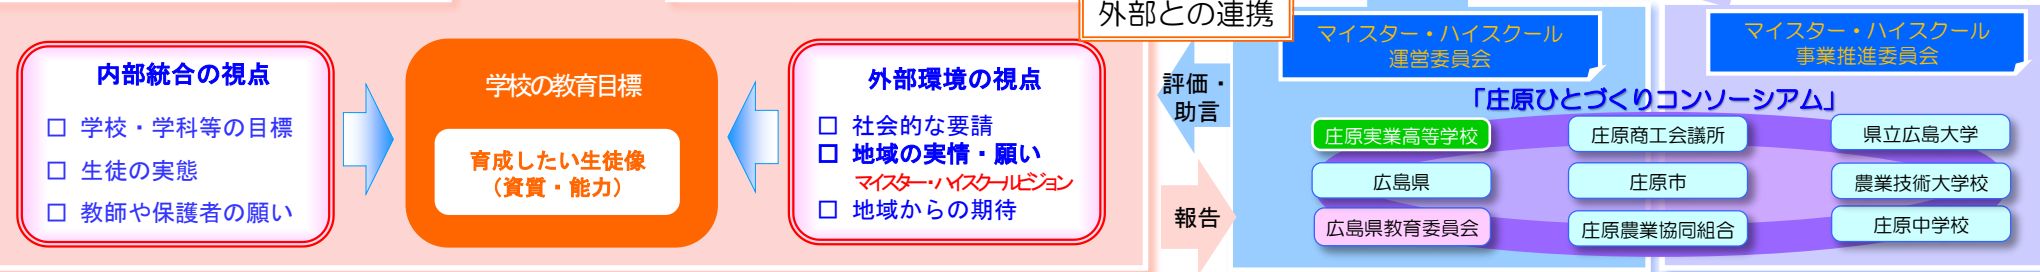 外部との連携
内部統合の視点
□ 学校・学科等の目標
□ 生徒の実態
□ 教師や保護者の願い
学校の教育目標
育成したい生徒像
（資質・能力）
外部環境の視点
□ 社会的な要請
□ 地域の実情・願い
マイスター・ハイスクールビジョン
□ 地域からの期待
評価・
助言
報告
マイスター・ハイスクール
運営委員会
マイスター・ハイスクール
事業推進委員会
「庄原ひとづくりコンソーシアム」
庄原実業高等学校
庄原商工会議所
県立広島大学
広島県
庄原市
農業技術大学校
広島県教育委員会
庄原農業協同組合
庄原中学校